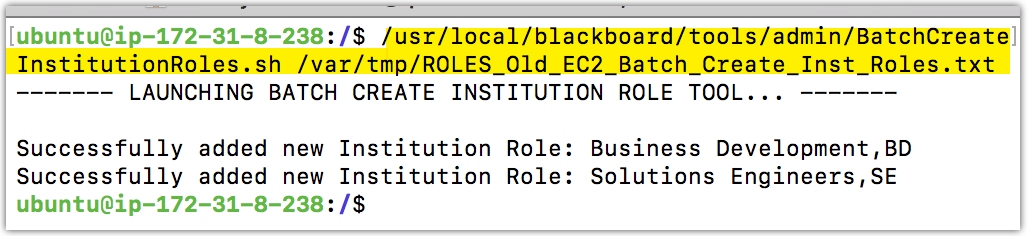 [ubuntu@ip-172-31-8-238:/$ /usr/local/blackboard/tools/admin/BatchCreate]
InstitutionRoles.sh /var/tmp/ROLES_Old_EC2_Batch_Create_Inst_Roles.txt
------- LAUNCHING BATCH CREATE INSTITUTION ROLE TOOL... -------
Successfully added new Institution Role: Business Development,BD
Successfully added new Institution Role: Solutions Engineers,SE
ubuntu@ip-172-31-8-238:/$